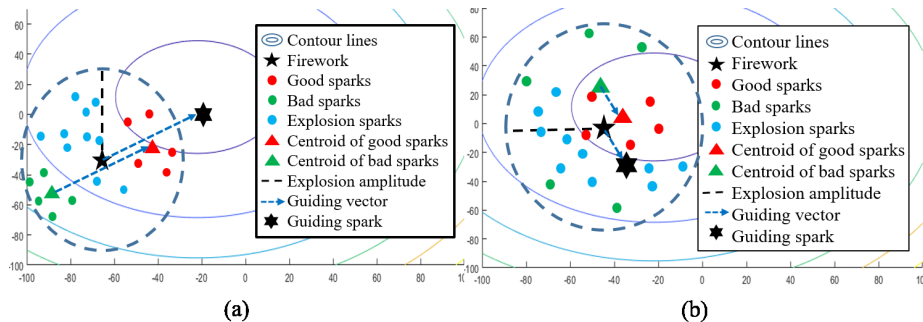 60
40
20
0
-20
-40
-60
-80
-100
-100 -80 -60 -40 -20 0 20 40 60 80 100
Contour lines
Firework
Good sparks
Bad sparks
Explosion sparks
Centroid of good sparks
Centroid of bad sparks
Explosion amplitude
Guiding vector
Guiding spark
(a)
60
40
20
0
-20
-40
-60
-80
-100
-100 -80 -60 -40 -20 0 20 40 60 80 100
Contour lines
Firework
Good sparks
Bad sparks
Explosion sparks
Centroid of good sparks
Centroid of bad sparks
Explosion amplitude
Guiding vector
Guiding spark
(b)